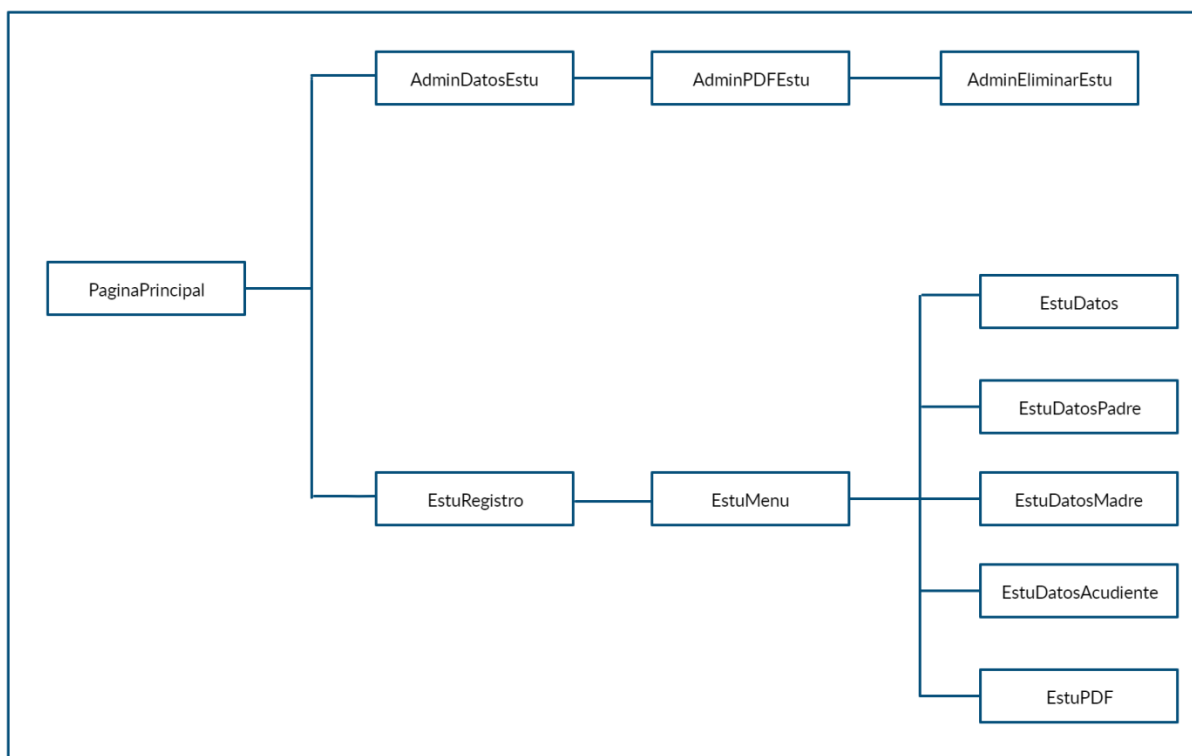 AdminDatosEstu
AdminPDFEstu
AdminEliminarEstu
PaginaPrincipal
EstuDatos
EstuDatosPadre
EstuRegistro
EstuMenu
EstuDatosMadre
EstuDatosAcudiente
EstuPDF